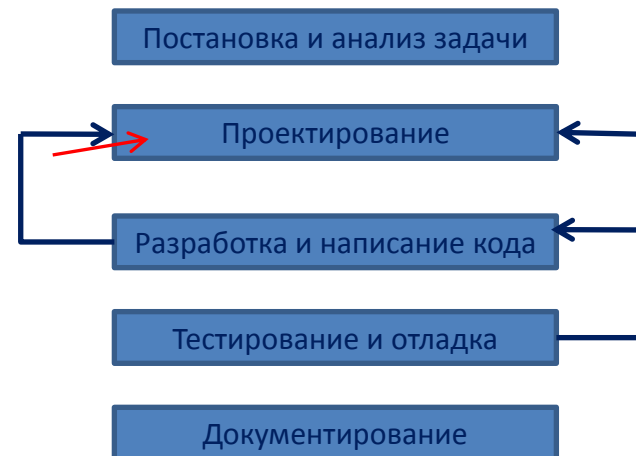 Постановка и анализ задачи
Проектирование
Разработка и написание кода
Тестирование и отладка
Документирование